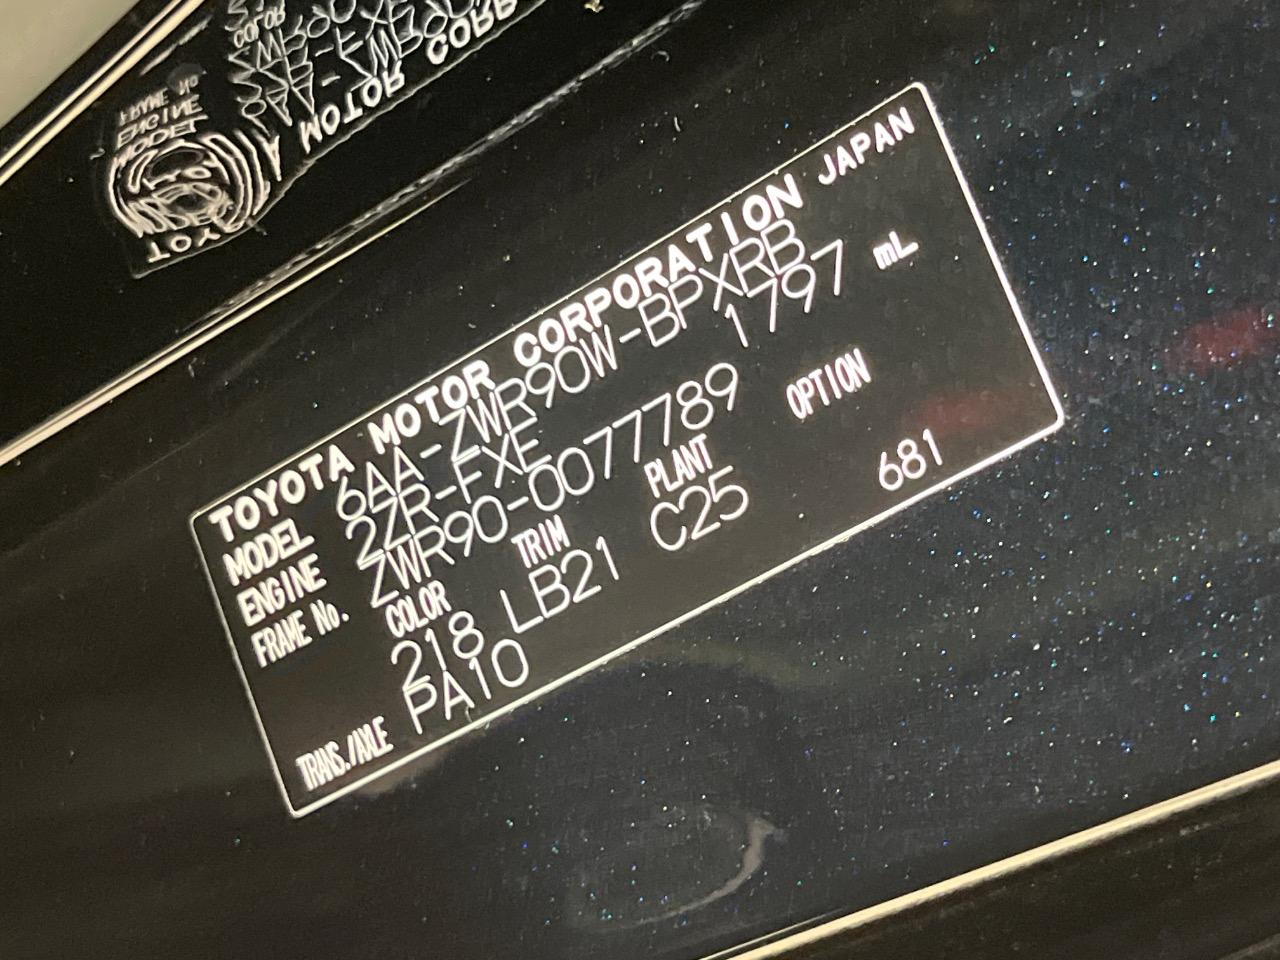 TOYOTA MOTOR CORPORATION JAPAN
MODEL 6AA-ZWR90W-BPXRB
ENGINE 2ZR-FXE 1797 mL
FRAME No. ZWR90-0077789
COLOR TRIM PLANT OPTION
218 LB21 C25 681
TRANS./AXLE PA10